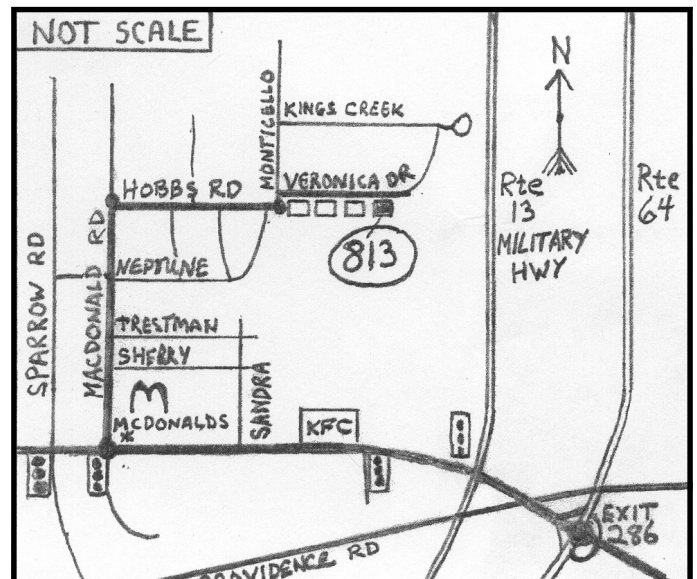 NOT SCALE
N
MONTICELLO
KINGS CREEK
HOBBS RD
VERONICA DR
Rte
13
MILITARY
HWY
Rte
64
813
SPARROW RD
MACDONALD RD
NEPTUNE
TRESTMAN
SHERRY
SANDRA
M
MCDONALDS
*
KFC
EXIT
286
PROVIDENCE RD